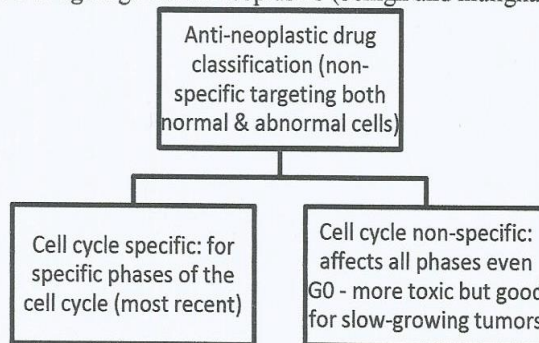 Anti-neoplastic drug
classification (non-
specific targeting both
normal & abnormal cells)
Cell cycle specific: for
specific phases of the
cell cycle (most recent)
Cell cycle non-specific:
affects all phases even
G0 - more toxic but good
for slow-growing tumors